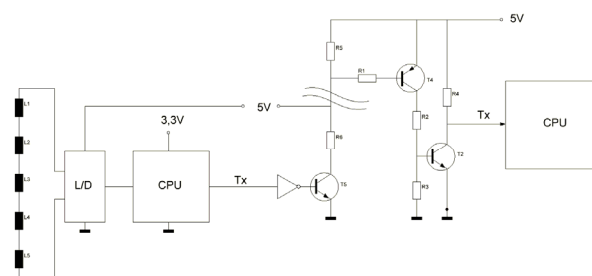 5V
R5
R1
T4
R4
L1
5V
Tx
CPU
3,3V
R2
L2
R6
T2
L/D
CPU
Tx
L3
T5
R3
L4
L5